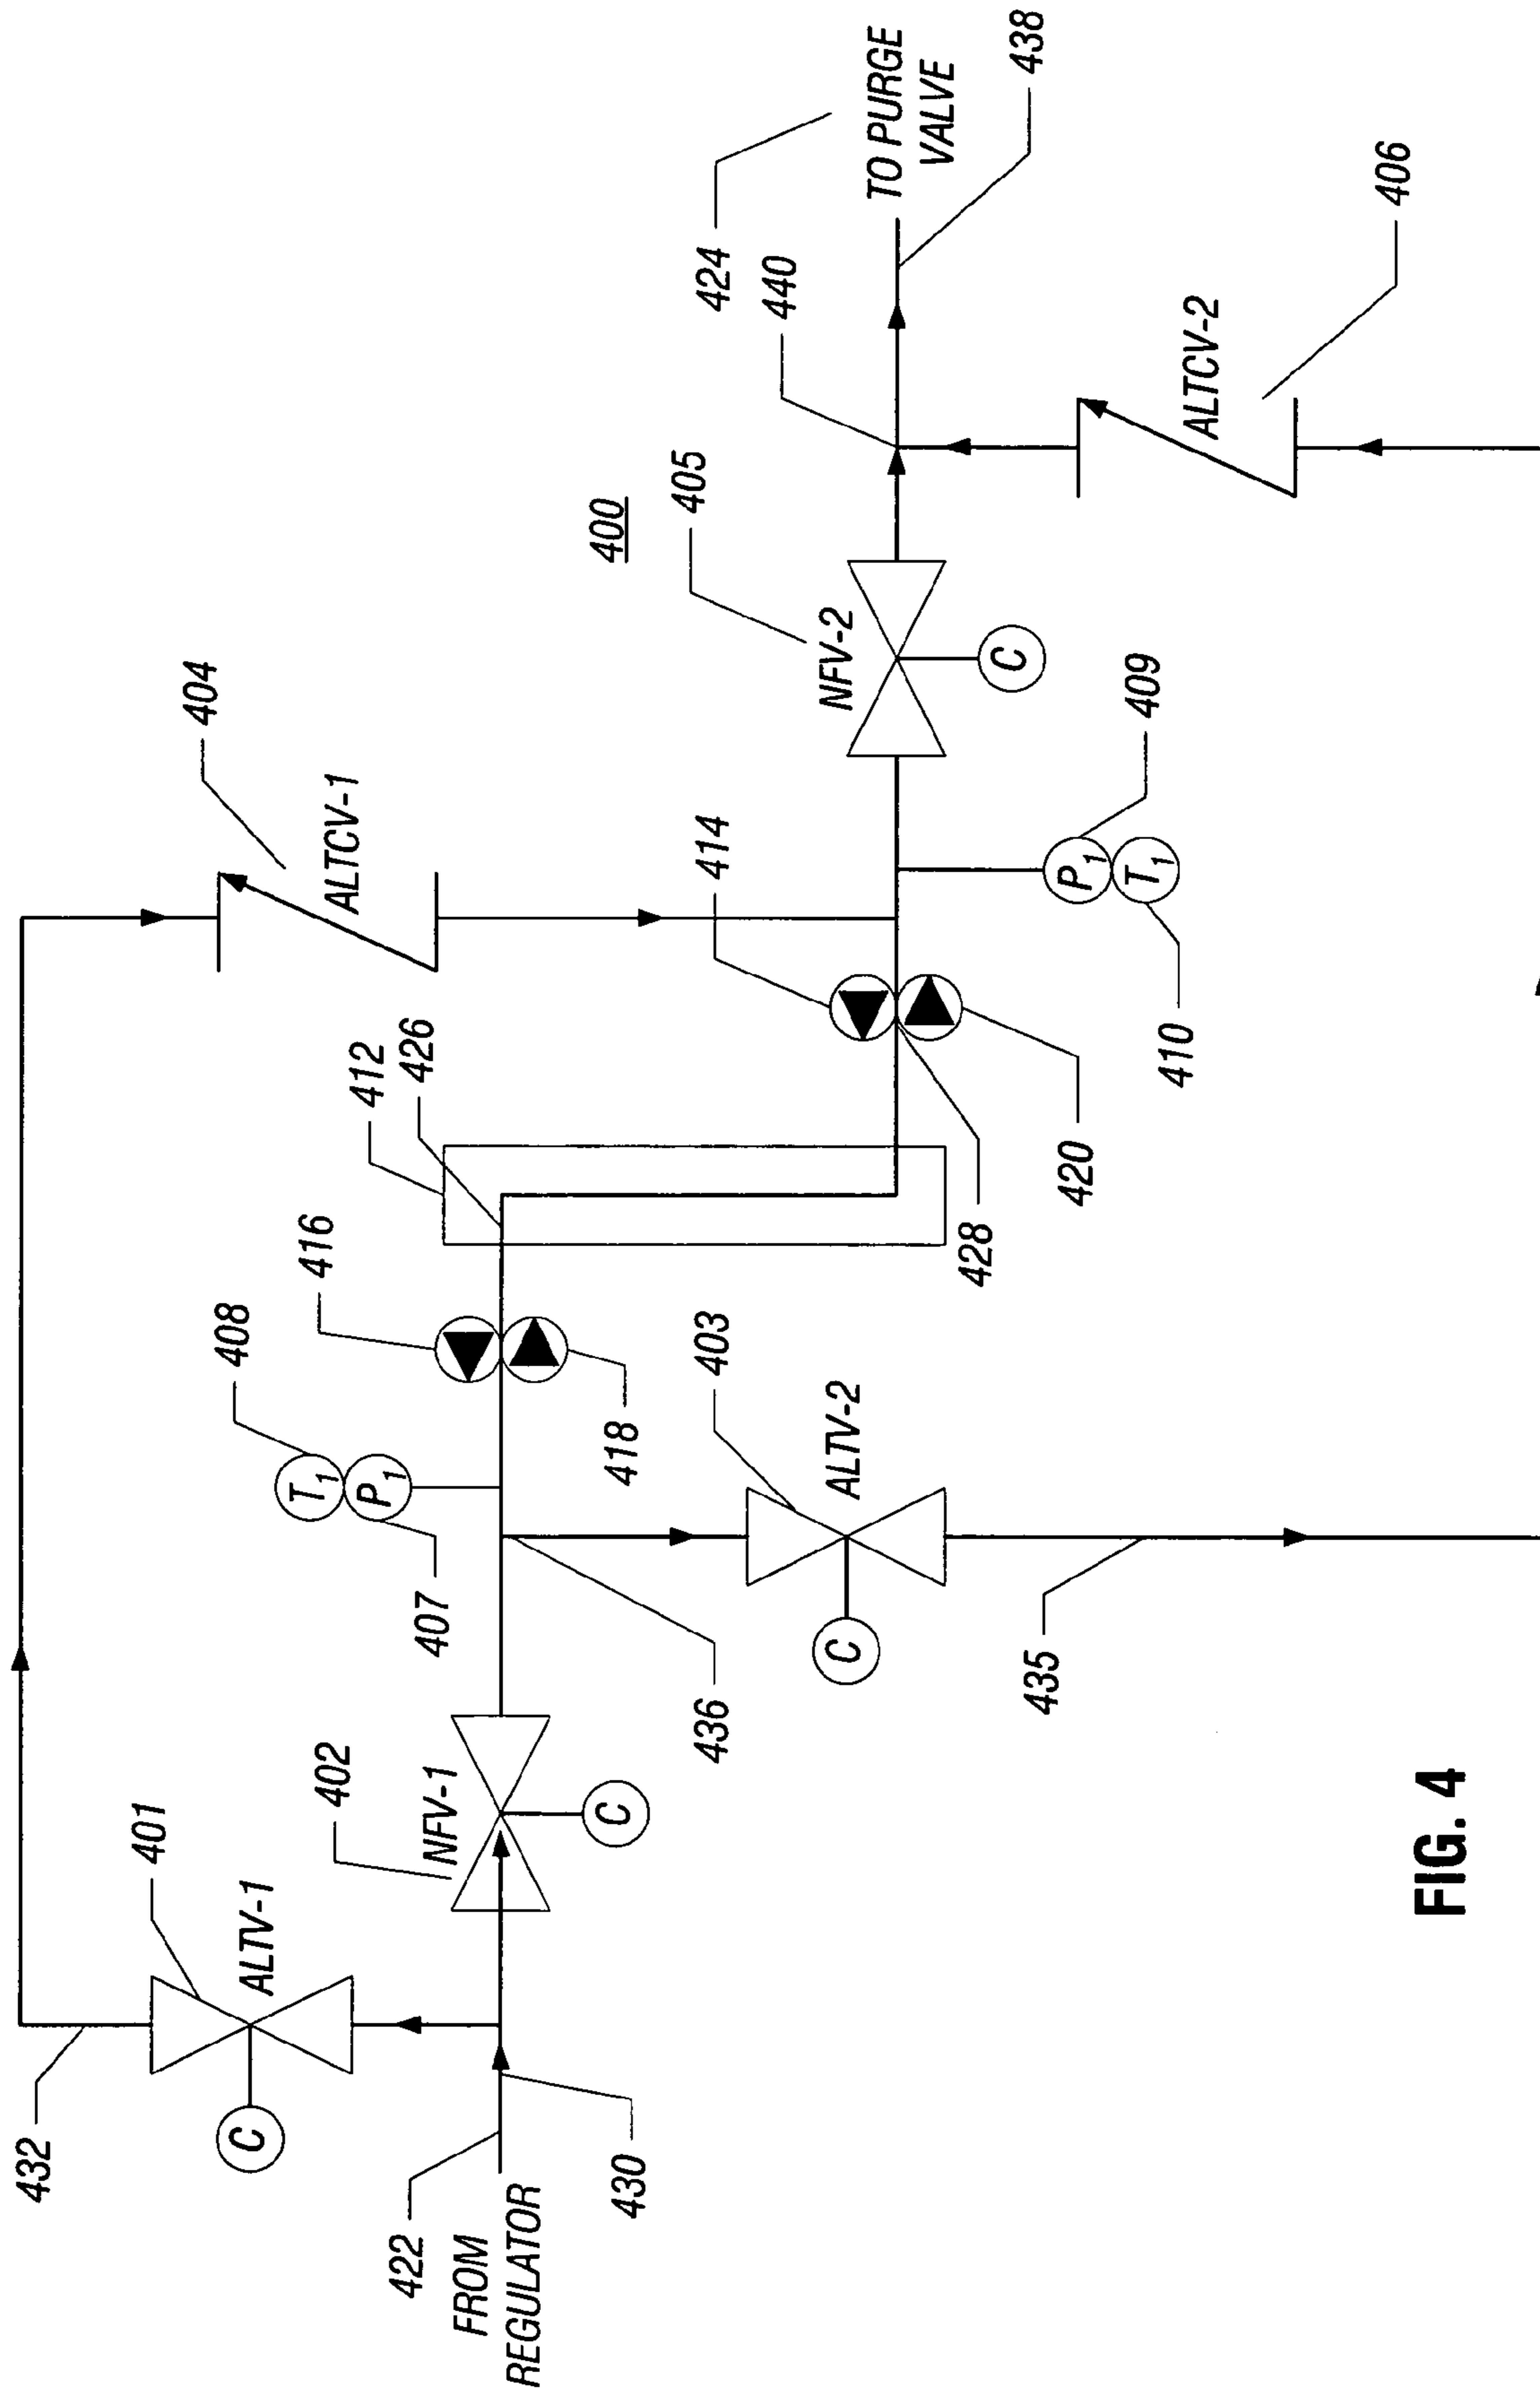 432
401
ALTV-1
C
422
FROM
REGULATOR
430
402
NFV-1
C
407
408
T1
P1
436
416
418
403
ALTV-2
C
435
412
426
428
404
ALTCV-1
414
420
410
P1
T1
409
400
405
NFV-2
C
440
424
TO PURGE
VALVE
438
ALTCV-2
406
FIG. 4